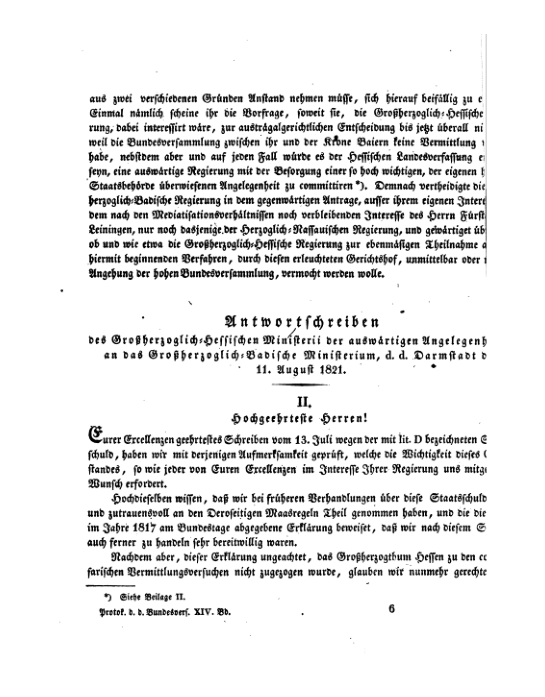 aus zwei verschiedenen Gründen Anstand nehmen müsse, sich hierauf beifällig zu
Einmal nämlich scheine ihr die Vorfrage, soweit sie, die Großherzoglich-Hessische
rung, dabei interessirt wäre, zur austrägalgerichtlichen Entscheidung bis jetzt überall
weil die Bundesversammlung zwischen ihr und der Krone Baiern keine Vermittlung
habe, nebstdem aber und auf jeden Fall würde es der Hessischen Landesverfassung
seyn, eine auswärtige Regierung mit der Besorgung einer so hoch wichtigen, der eigenen
Staatsbehörde überwiesenen Angelegenheit zu committiren *). Demnach vertheidigte die
herzoglich-Badische Regierung in dem gegenwärtigen Antrage, ausser ihrem eigenen
dem nach den Mediatisationsverhältnissen noch verbleibenden Interesse des Herrn Fürst
Leiningen, nur noch dasjenige der Herzoglich-Nassauischen Regierung, und gewärtiget
ob und wie etwa die Großherzoglich-Hessische Regierung zur ebenmäsigen Theilnahme
hiermit beginnenden Verfahren, durch diesen erleuchteten Gerichtshof, unmittelbar oder
Angehung der hohen Bundesversammlung, vermocht werden wolle.
Antwortschreiben
des Großherzoglich-Hessischen Ministerii der auswärtigen Angelegenh
an das Großherzoglich-Badische Ministerium, d. d. Darmstadt
11. August 1821.
II.
Hochgeehrteste Herren!
Eurer Excellenzen geehrtestes Schreiben vom 13. Juli wegen der mit lit. D bezeichneten
schuld, haben wir mit derjenigen Aufmerksamkeit geprüft, welche die Wichtigkeit dieses
standes, so wie jeder von Euren Excellenzen im Interesse Ihrer Regierung uns
Wunsch erfordert.
Hochdieselben wissen, daß wir bei früheren Verhandlungen über diese Staatsschuld
und zutrauensvoll an den Deroseitigen Maasregeln Theil genommen haben, und die die
im Jahre 1817 am Bundestage abgegebene Erklärung beweiset, daß wir nach diesem
auch ferner zu handeln sehr bereitwillig waren.
Nachdem aber, dieser Erklärung ungeachtet, das Großherzogthum Hessen zu den
sarischen Vermittlungsversuchen nicht zugezogen wurde, glauben wir nunmehr gerechte
*) Siehe Beilage II.
Protok. d. d. Bundesvers. XIV. Bd. 6